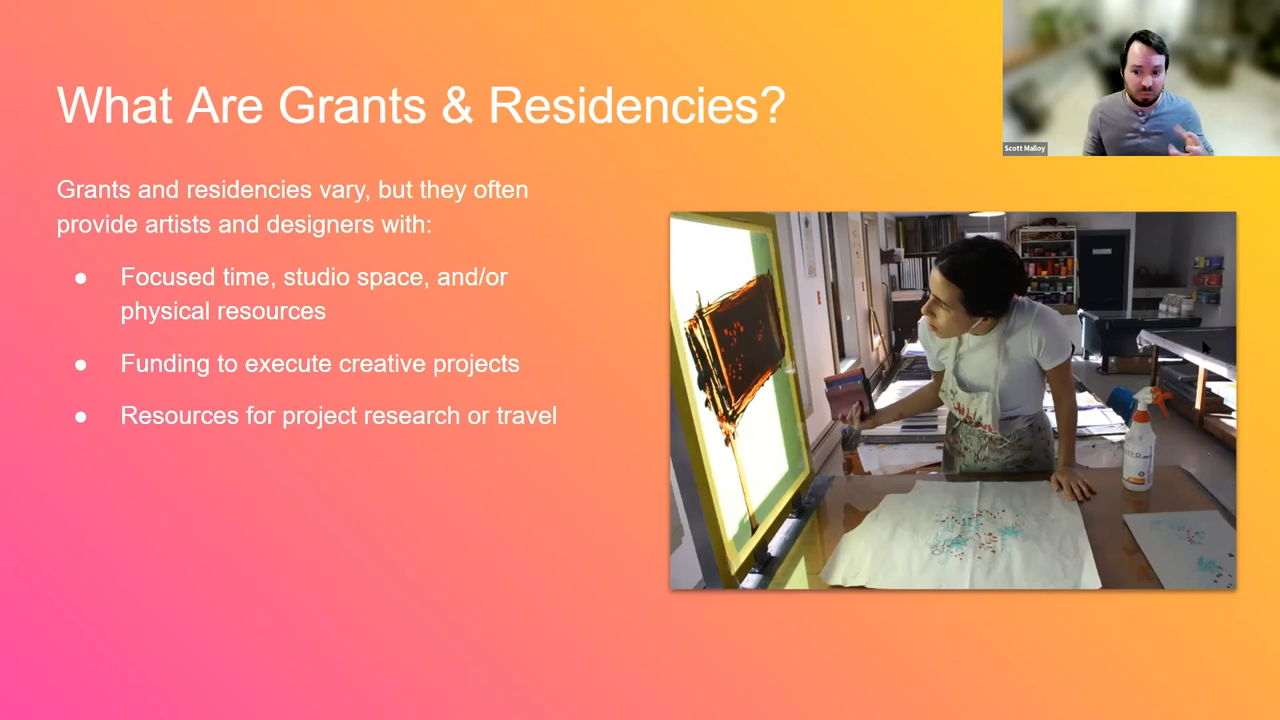 What Are Grants & Residencies?
Scott Malloy
Grants and residencies vary, but they often
provide artists and designers with:
● Focused time, studio space, and/or
physical resources
● Funding to execute creative projects
● Resources for project research or travel